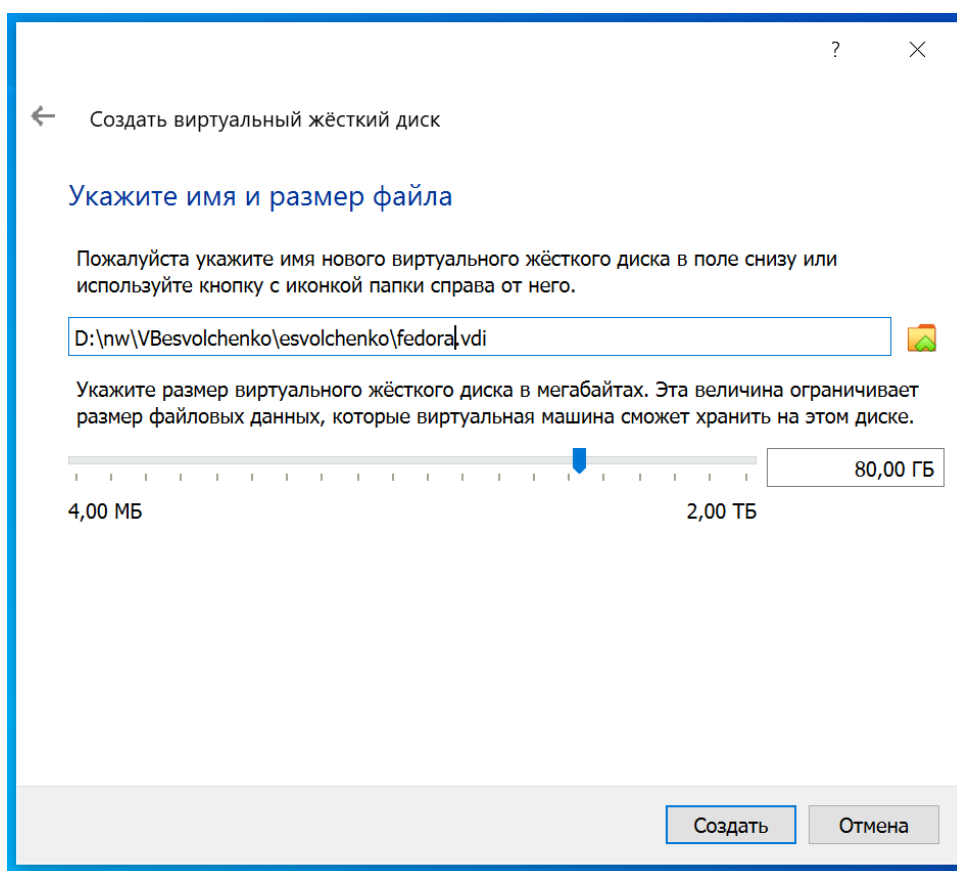 ?
Создать виртуальный жёсткий диск
Укажите имя и размер файла
Пожалуйста укажите имя нового виртуального жёсткого диска в поле снизу или
используйте кнопку с иконкой папки справа от него.
D:\nw\VBesvolchenko\esvolchenko\fedora.vdi
Укажите размер виртуального жёсткого диска в мегабайтах. Эта величина ограничивает
размер файловых данных, которые виртуальная машина сможет хранить на этом диске.
80,00 ГБ
4,00 МБ 2,00 ТБ
Создать Отмена